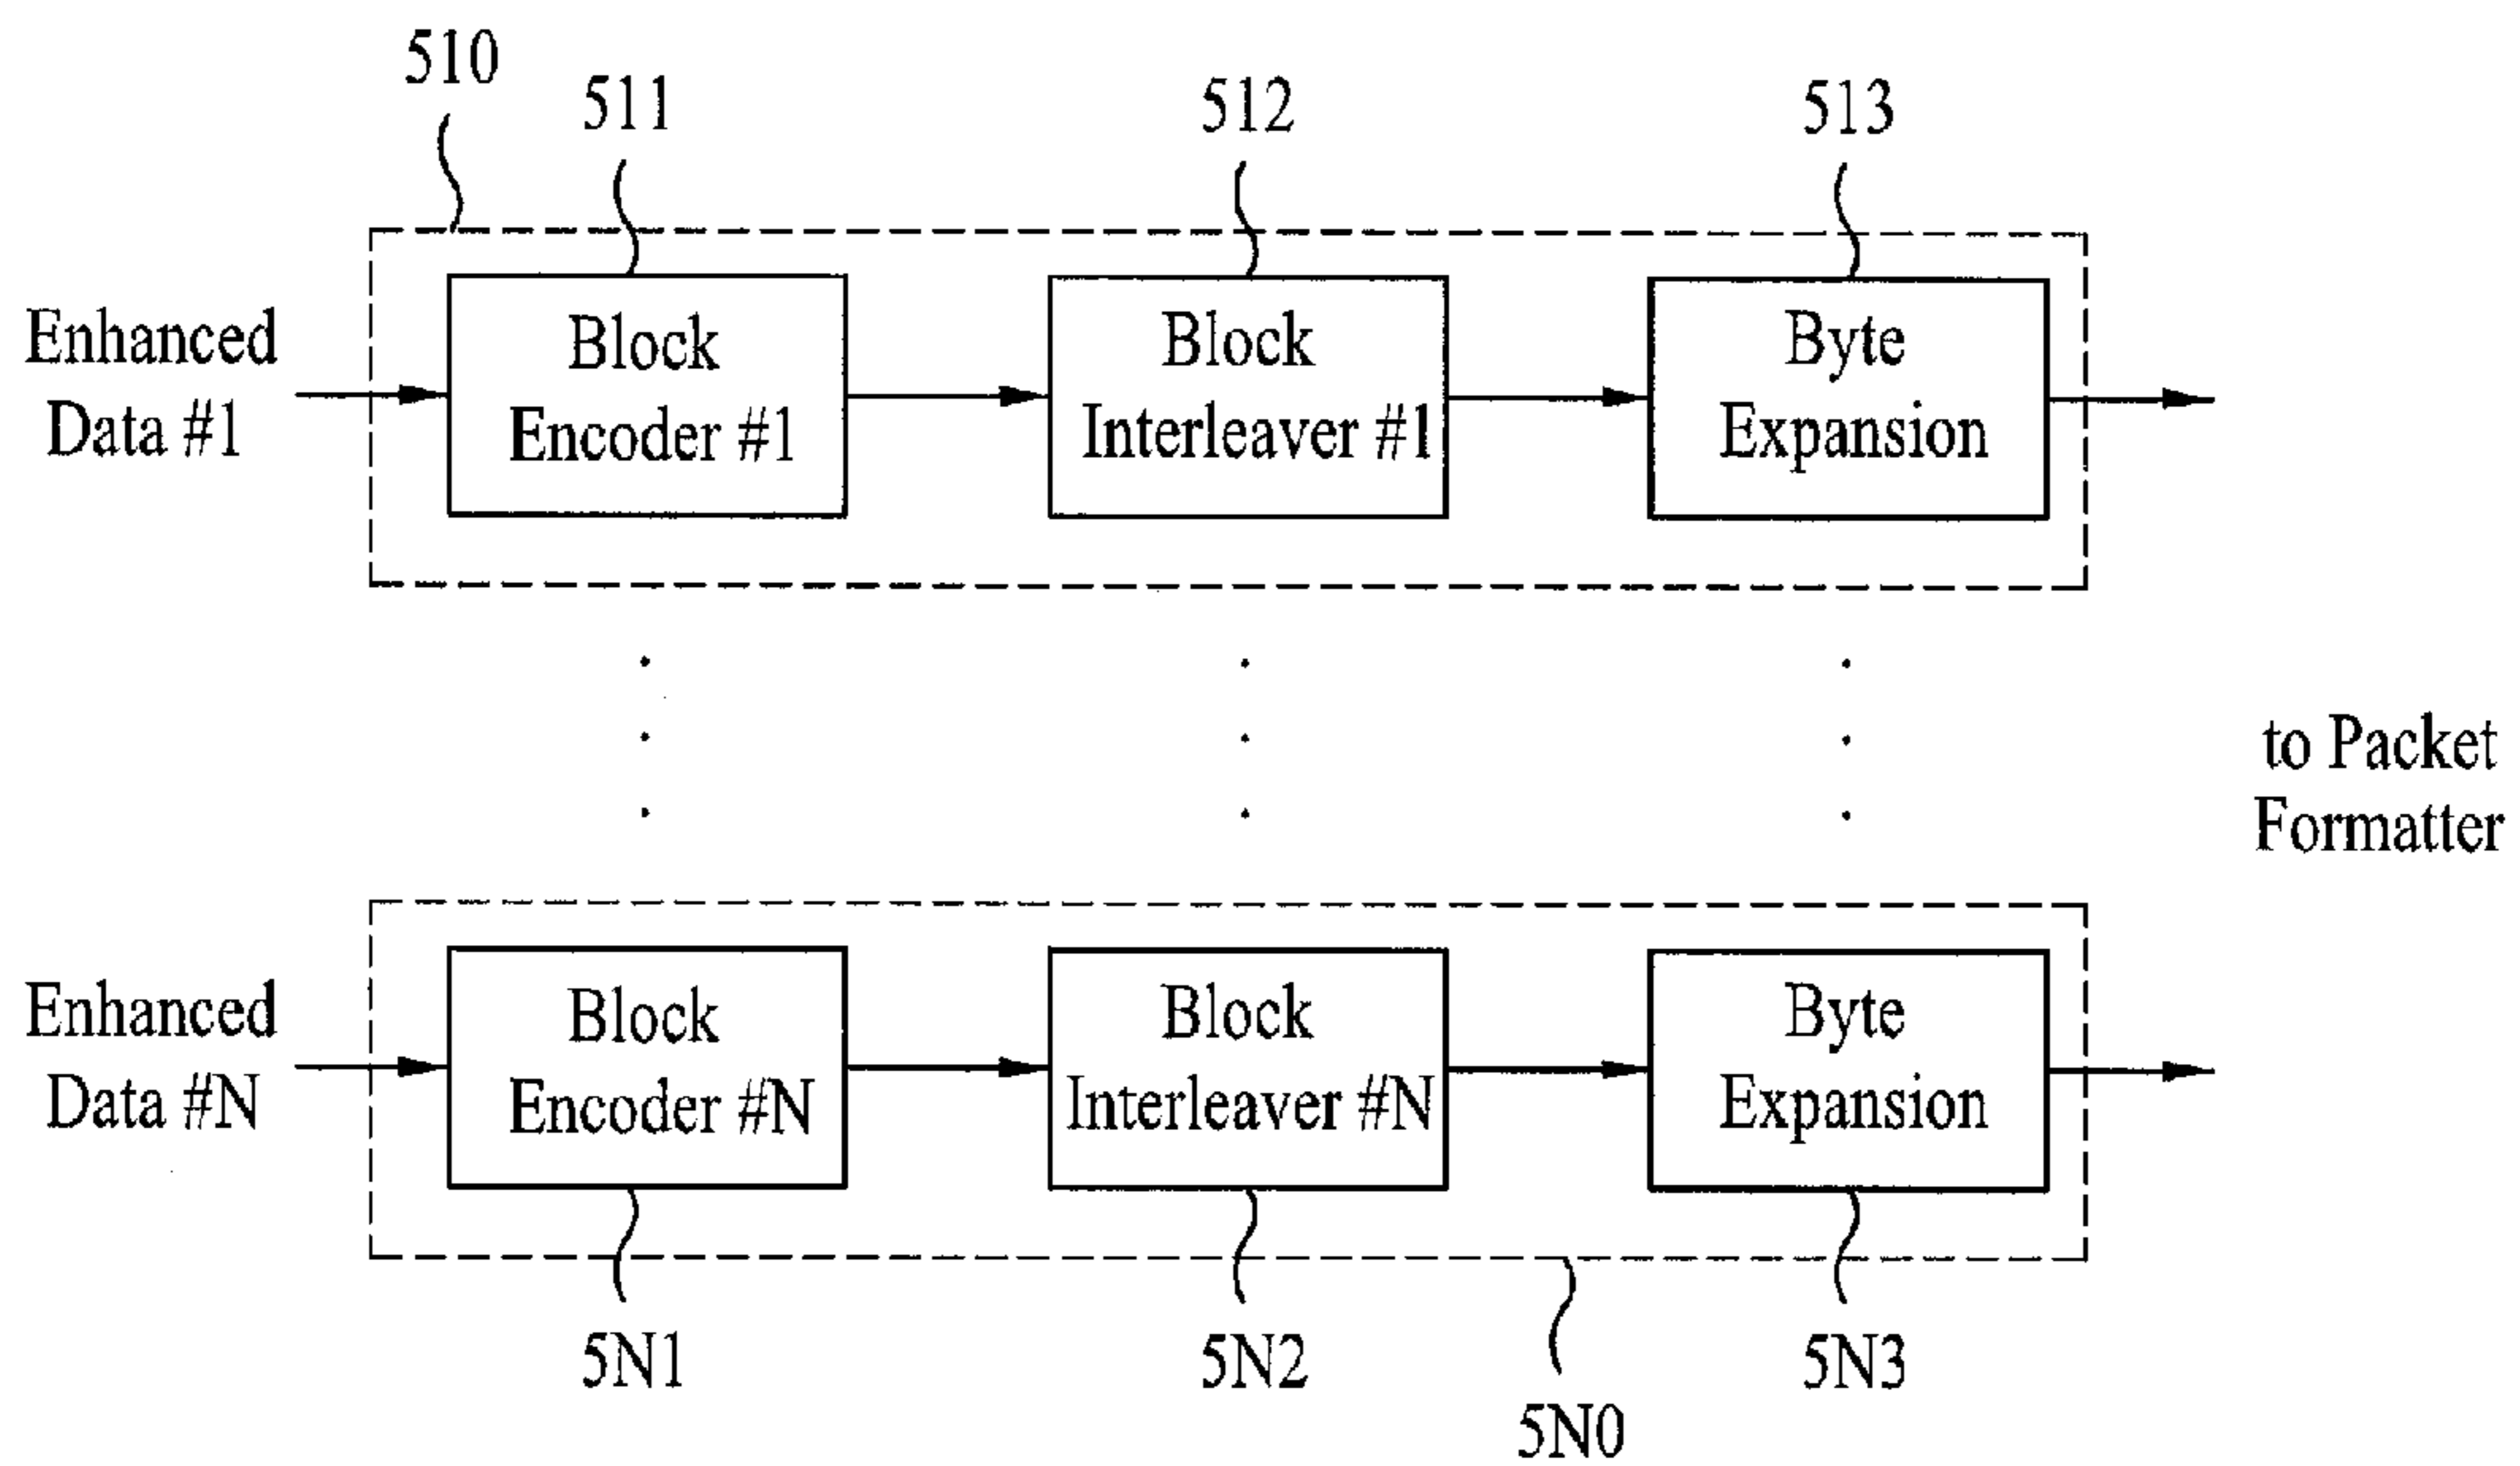 510
511
512
513
Enhanced
Data #1
Block
Encoder #1
Block
Interleaver #1
Byte
Expansion
to Packet
Formatter
Enhanced
Data #N
Block
Encoder #N
Block
Interleaver #N
Byte
Expansion
5N1
5N2
5N3
5N0